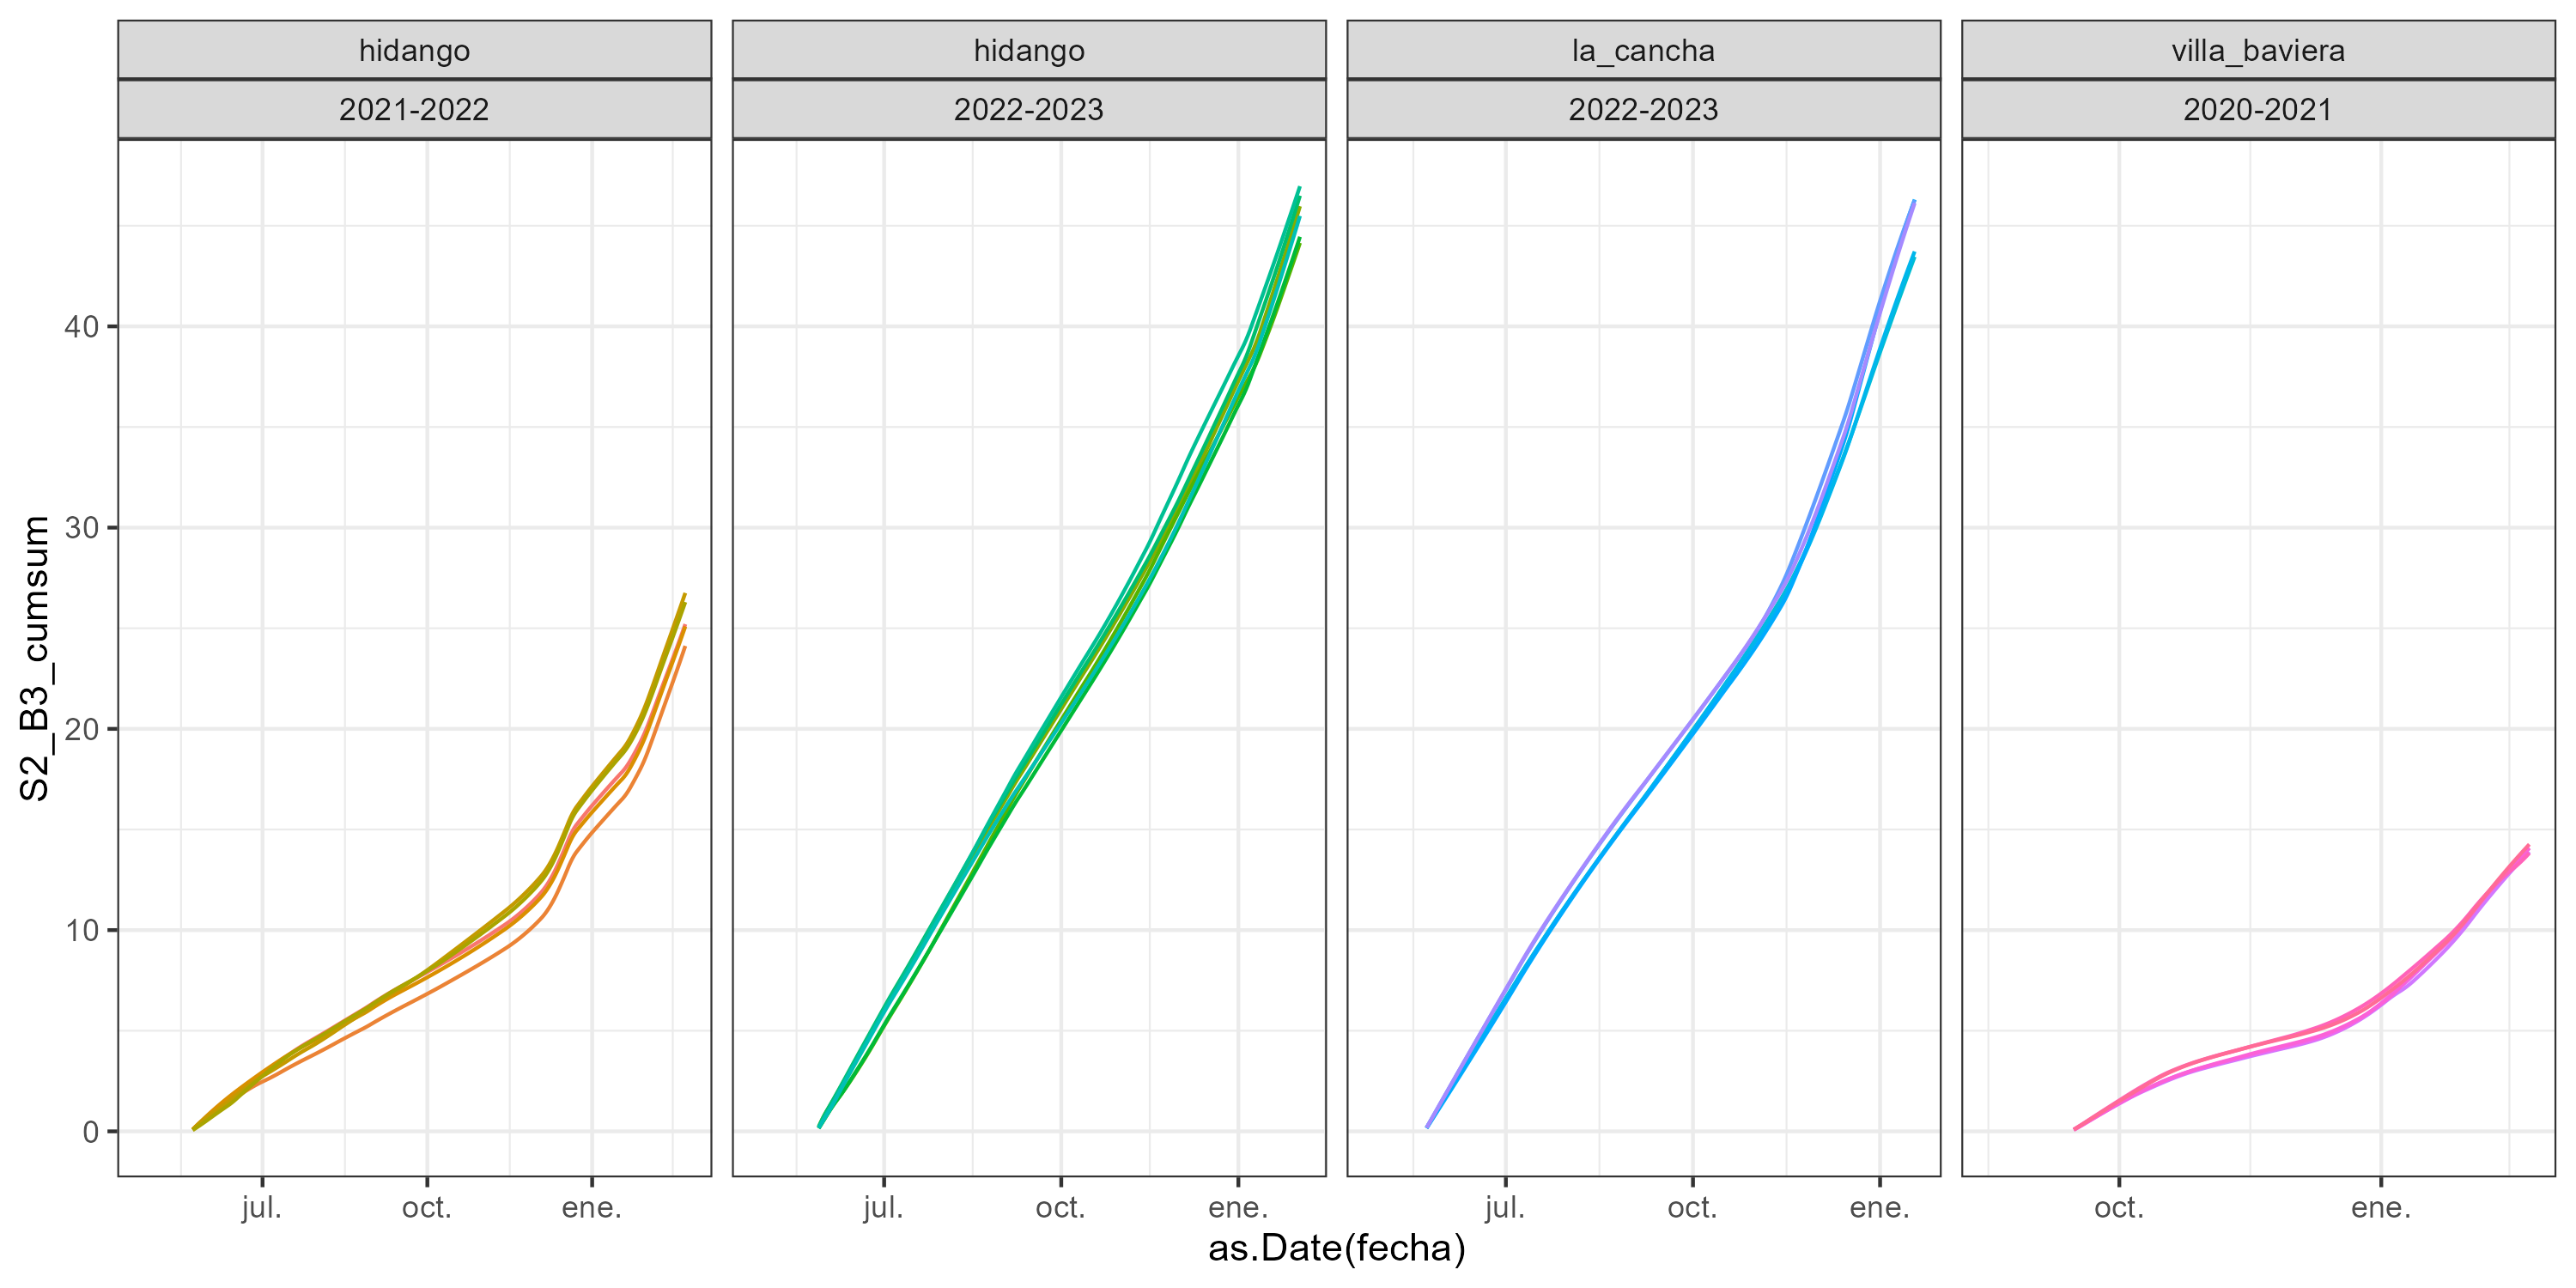 hidango
hidango
la_cancha
villa_baviera
2021-2022
2022-2023
2022-2023
2020-2021
S2_B3_cumsum
40
30
20
10
0
jul.
oct.
ene.
jul.
oct.
ene.
jul.
oct.
ene.
oct.
ene.
as.Date(fecha)